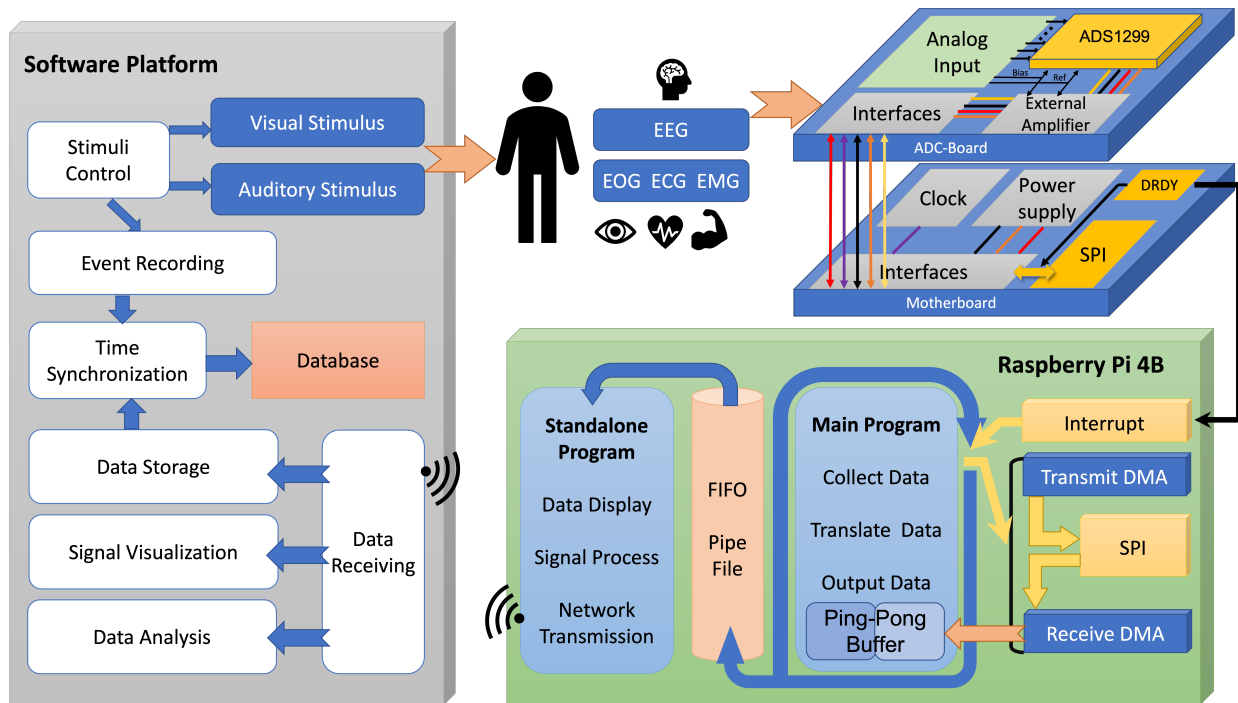 Software Platform
Stimuli
Control
Visual Stimulus
Auditory Stimulus
Event Recording
Time
Synchronization
Database
Data Storage
Signal Visualization
Data Analysis
Data
Receiving
EEG
EOG ECG EMG
Analog
Input
ADS1299
Bias
Ref
Interfaces
External
Amplifier
ADC-Board
Clock
Power
supply
DRDY
SPI
Interfaces
Motherboard
Raspberry Pi 4B
Standalone
Program
Data Display
Signal Process
Network
Transmission
FIFO
Pipe
File
Main Program
Collect Data
Translate Data
Output Data
Ping-Pong
Buffer
Interrupt
Transmit DMA
SPI
Receive DMA